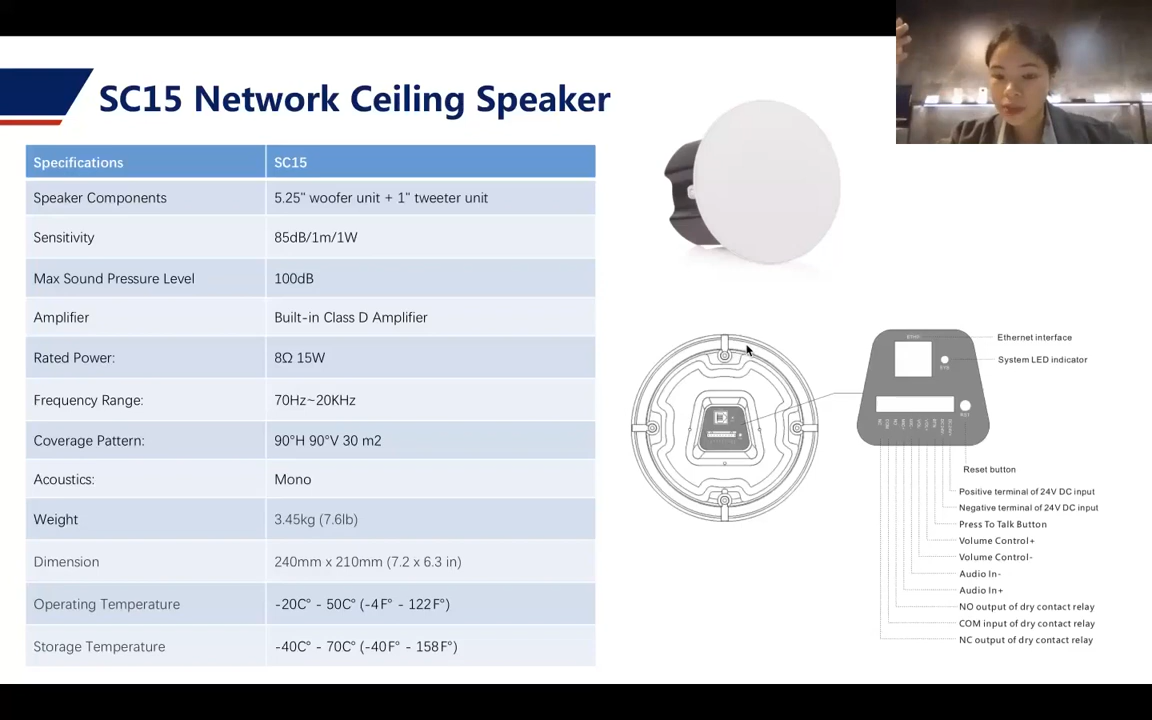 SC15 Network Ceiling Speaker
Specifications SC15
Speaker Components 5.25" woofer unit + 1" tweeter unit
Sensitivity 85dB/1m/1W
Max Sound Pressure Level 100dB
Amplifier Built-in Class D Amplifier
Rated Power: 8Ω 15W
Frequency Range: 70Hz~20KHz
Coverage Pattern: 90°H 90°V 30 m2
Acoustics: Mono
Weight 3.45kg (7.6lb)
Dimension 240mm x 210mm (7.2 x 6.3 in)
Operating Temperature -20C° - 50C° (-4F° - 122F°)
Storage Temperature -40C° - 70C° (-40F° - 158F°)
Ethernet interface
System LED indicator
Reset button
Positive terminal of 24V DC input
Negative terminal of 24V DC input
Press To Talk Button
Volume Control+
Volume Control-
Audio In-
Audio In+
NO output of dry contact relay
COM input of dry contact relay
NC output of dry contact relay